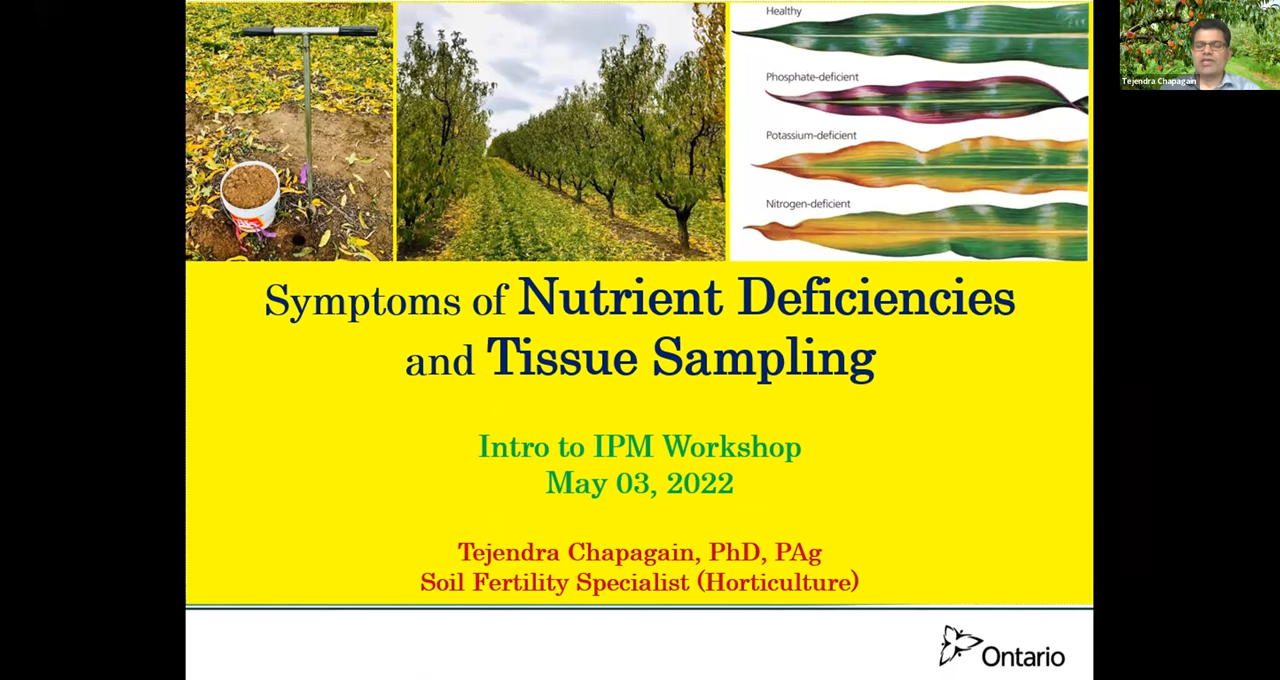 Healthy
Phosphate-deficient
Potassium-deficient
Nitrogen-deficient
Tejendra Chapagain
Symptoms of Nutrient Deficiencies
and Tissue Sampling
Intro to IPM Workshop
May 03, 2022
Tejendra Chapagain, PhD, PAg
Soil Fertility Specialist (Horticulture)
Ontario